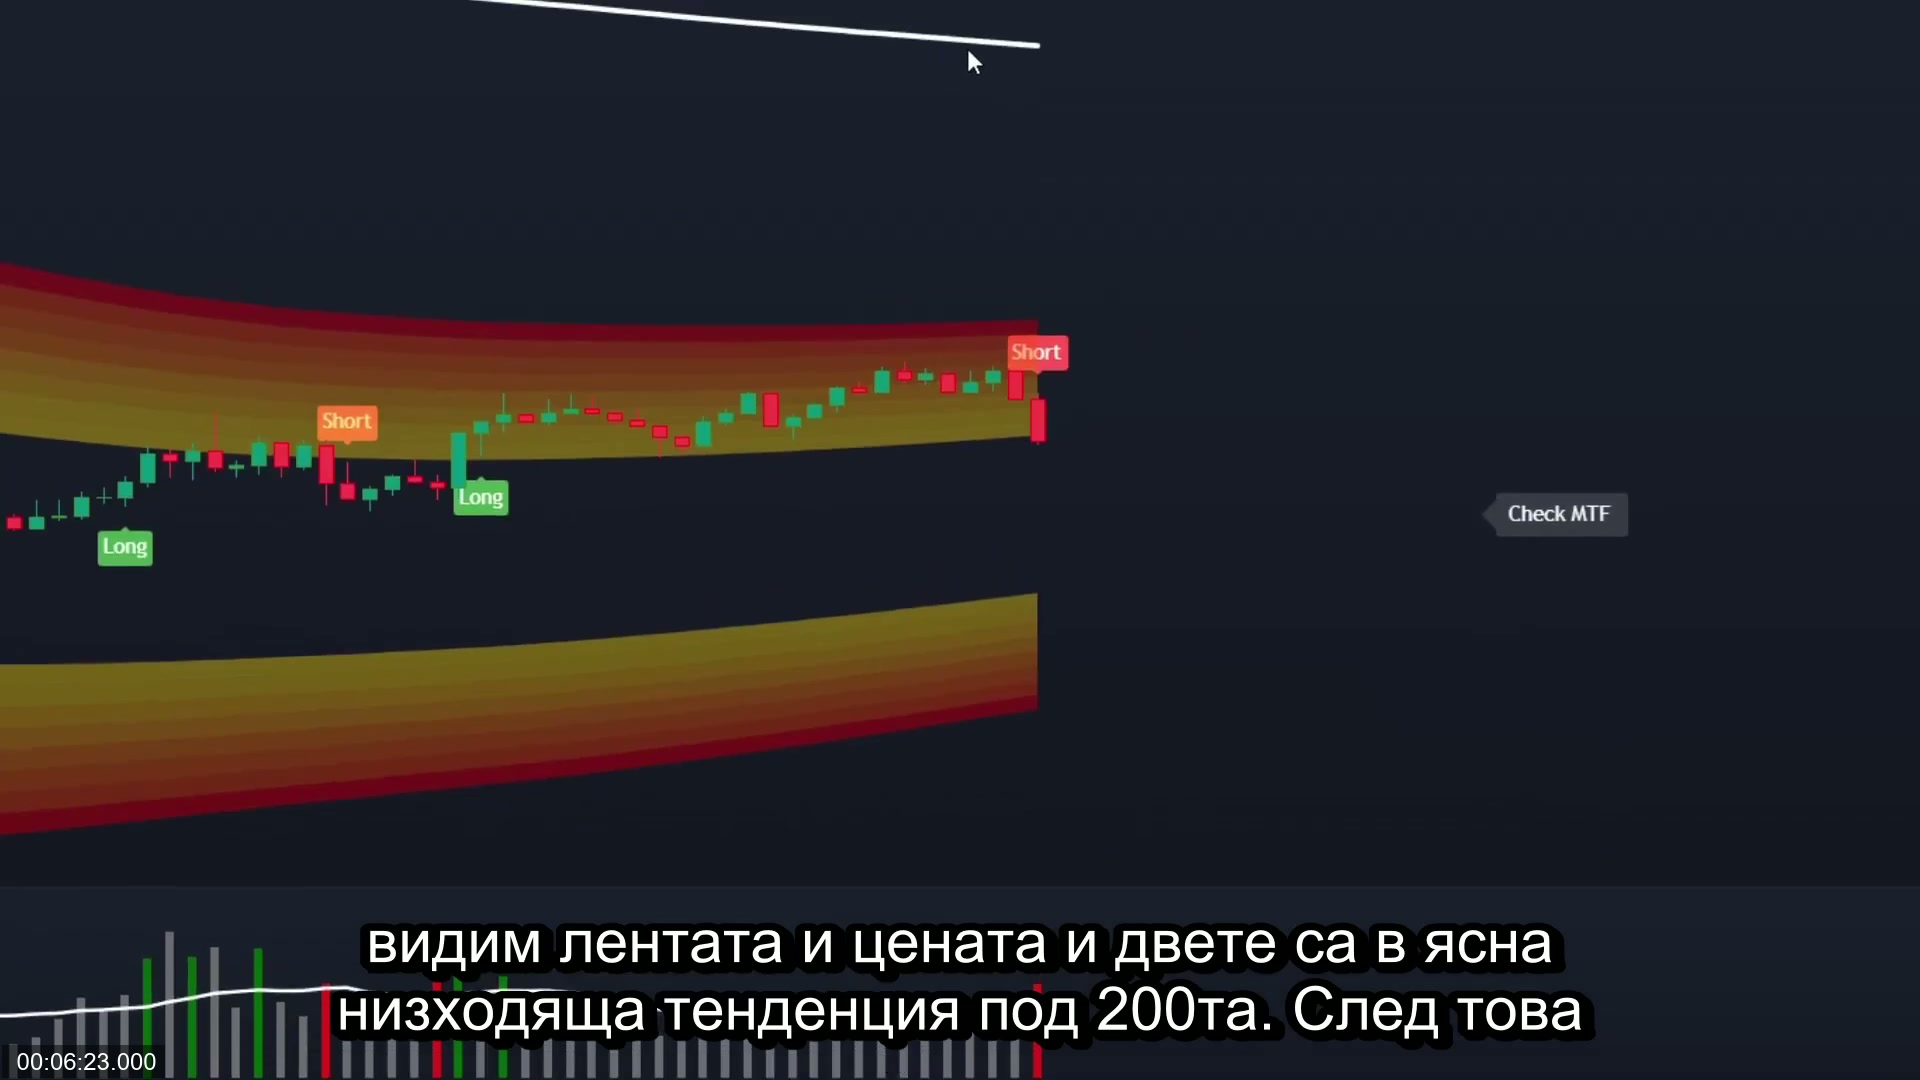 Short
Short
Long
Check MTF
Long
видим лентата и цената и двете са в ясна
низходяща тенденция под 200та. След това
00:06:23.000